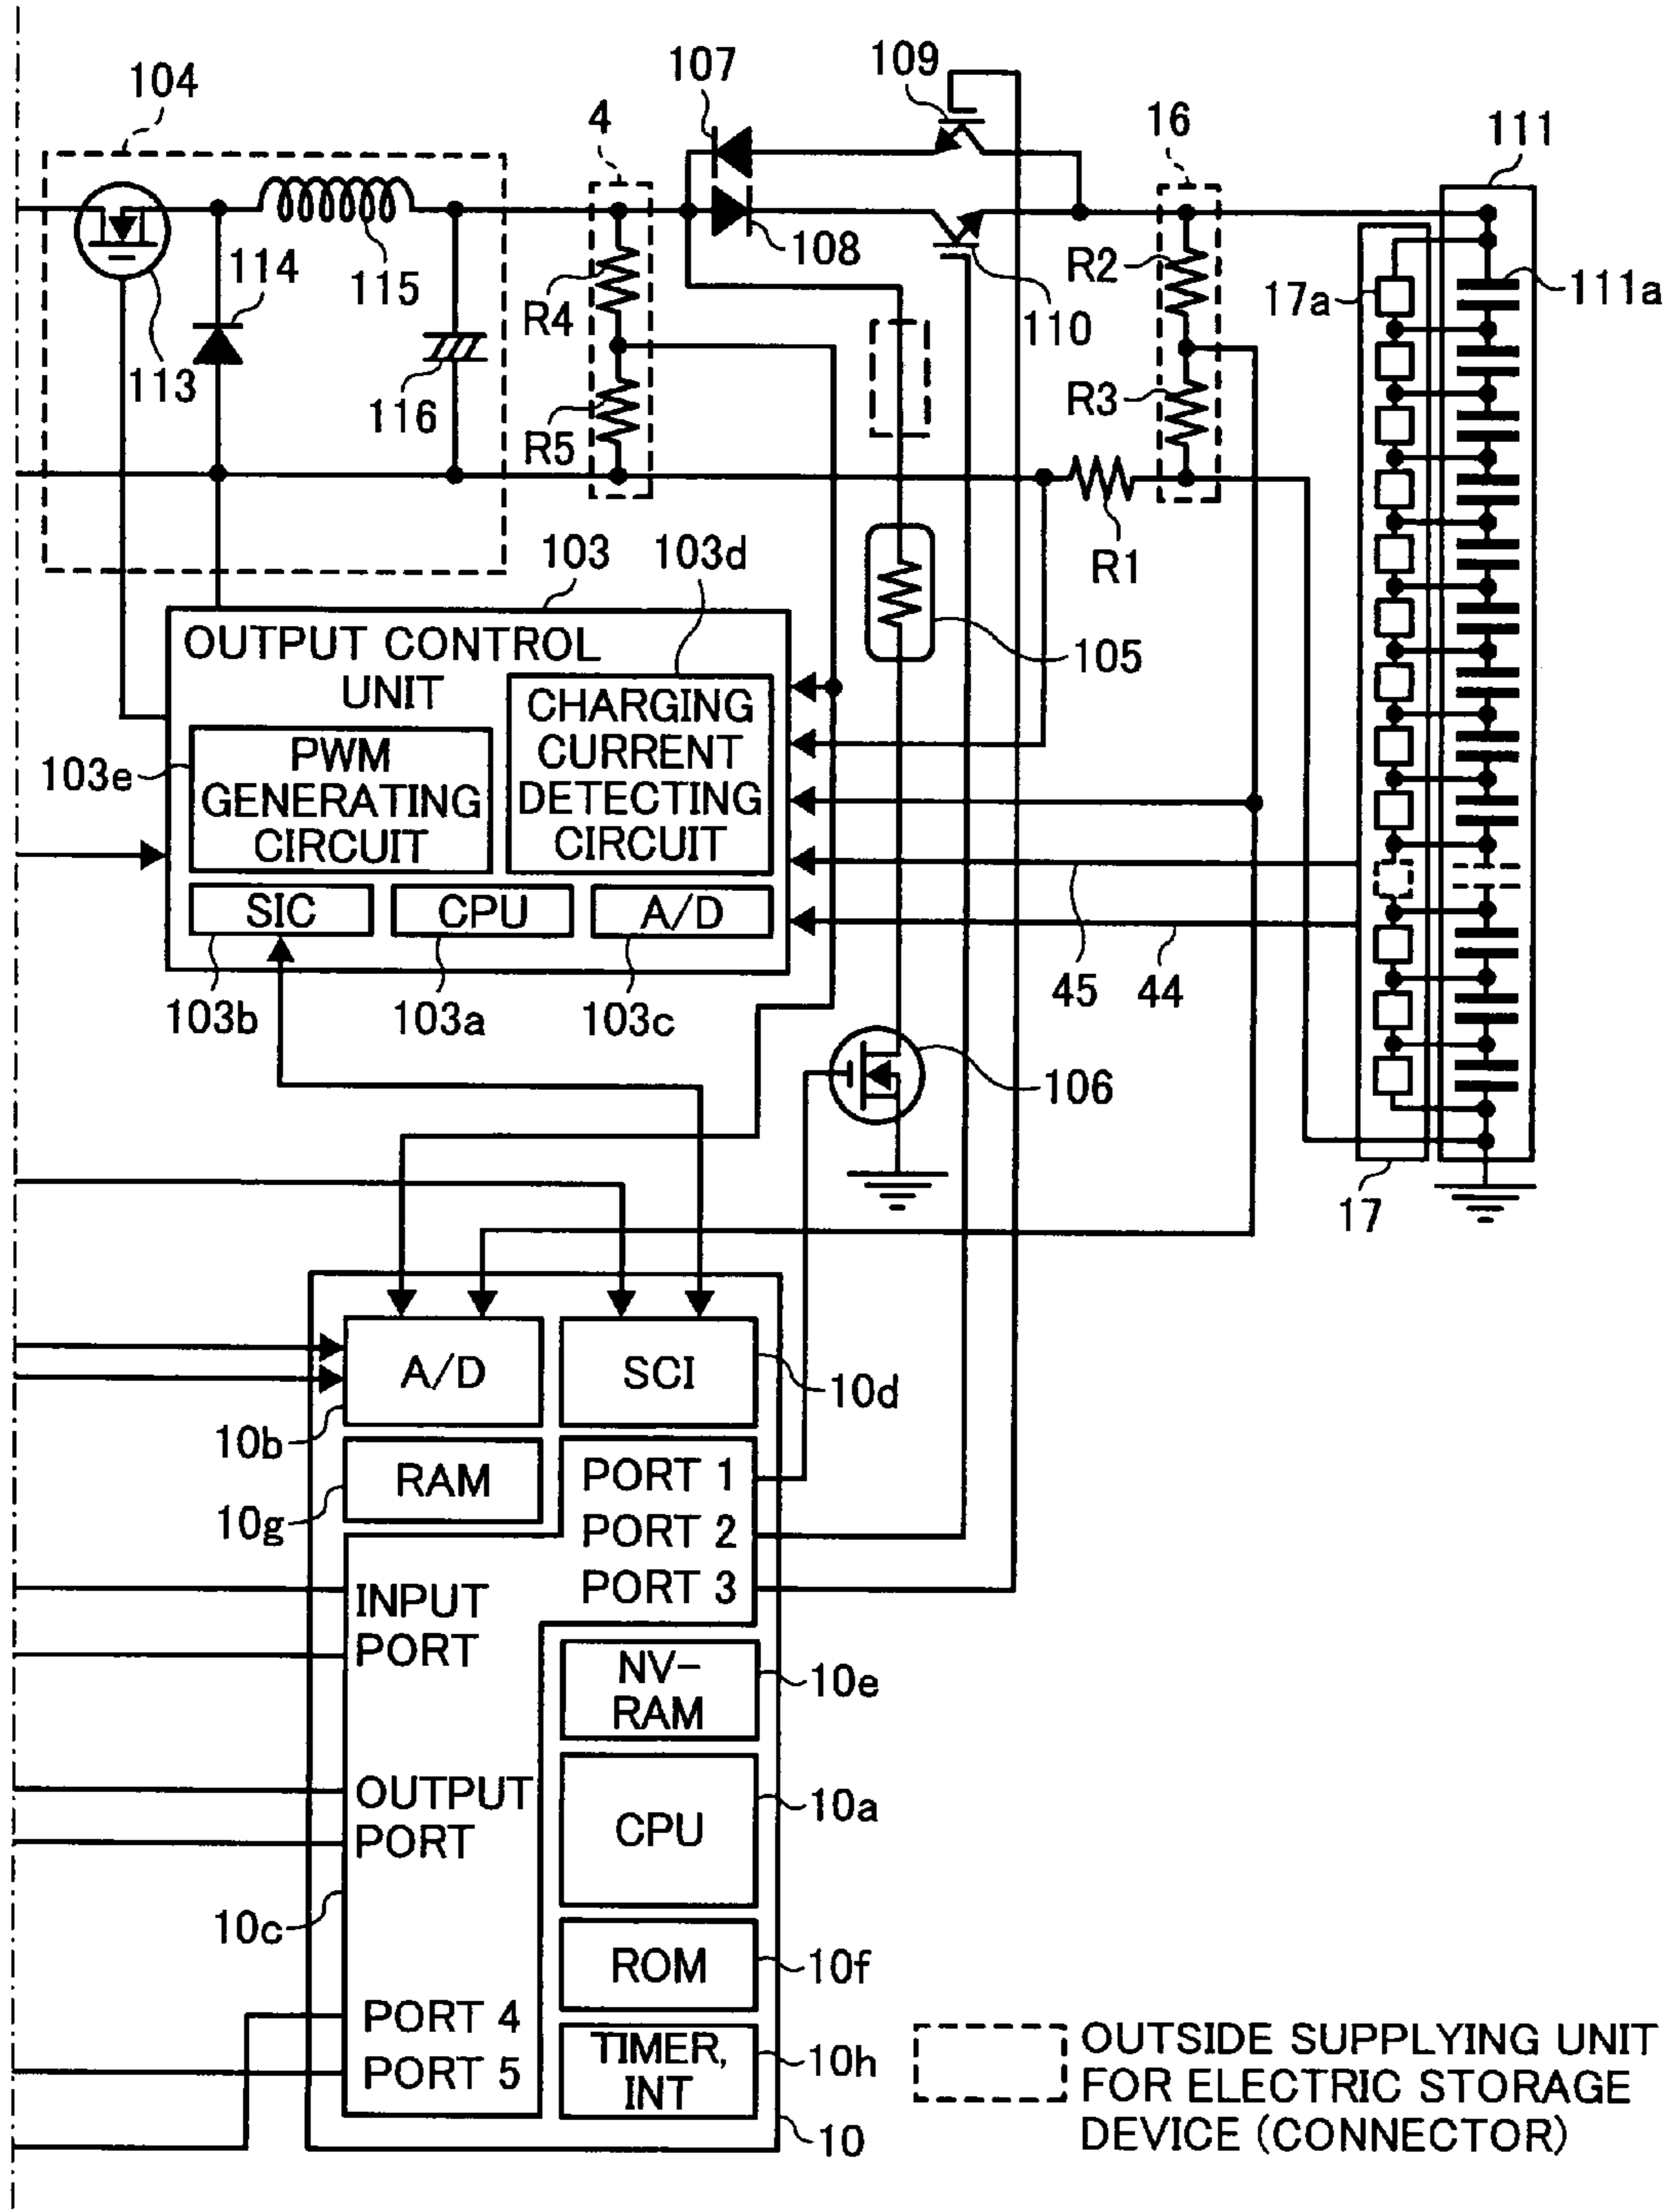 107
109
104
4
16
111
108
114
115
R4
R2
17a
111a
110
113
116
R5
R3
R1
103
103d
105
OUTPUT CONTROL
UNIT
CHARGING
CURRENT
DETECTING
CIRCUIT
103e
PWM
GENERATING
CIRCUIT
SIC
CPU
A/D
103b
103a
103c
45
44
106
17
A/D
SCI
10d
10b
RAM
10g
PORT 1
PORT 2
PORT 3
INPUT
PORT
NV-
RAM
10e
OUTPUT
PORT
CPU
10a
10c
ROM
10f
PORT 4
PORT 5
TIMER,
INT
10h
10
OUTSIDE SUPPLYING UNIT
FOR ELECTRIC STORAGE
DEVICE (CONNECTOR)